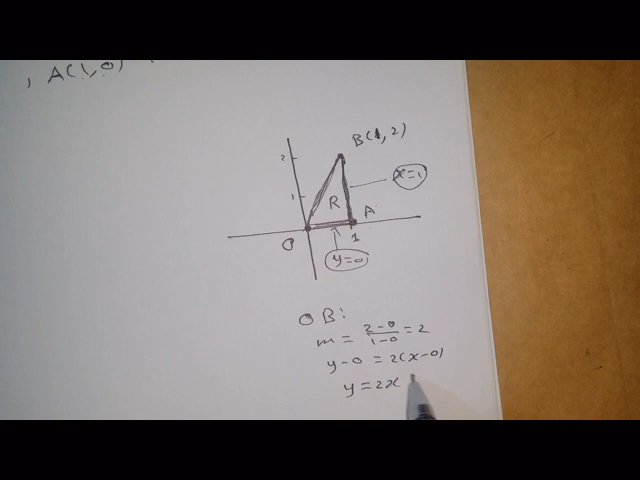 , A(1,0)
B(1,2)
2
x=1
1
R
A
O
1
y=0
OB:
m = 2-0/1-0 = 2
y-0 = 2(x-0)
y=2x